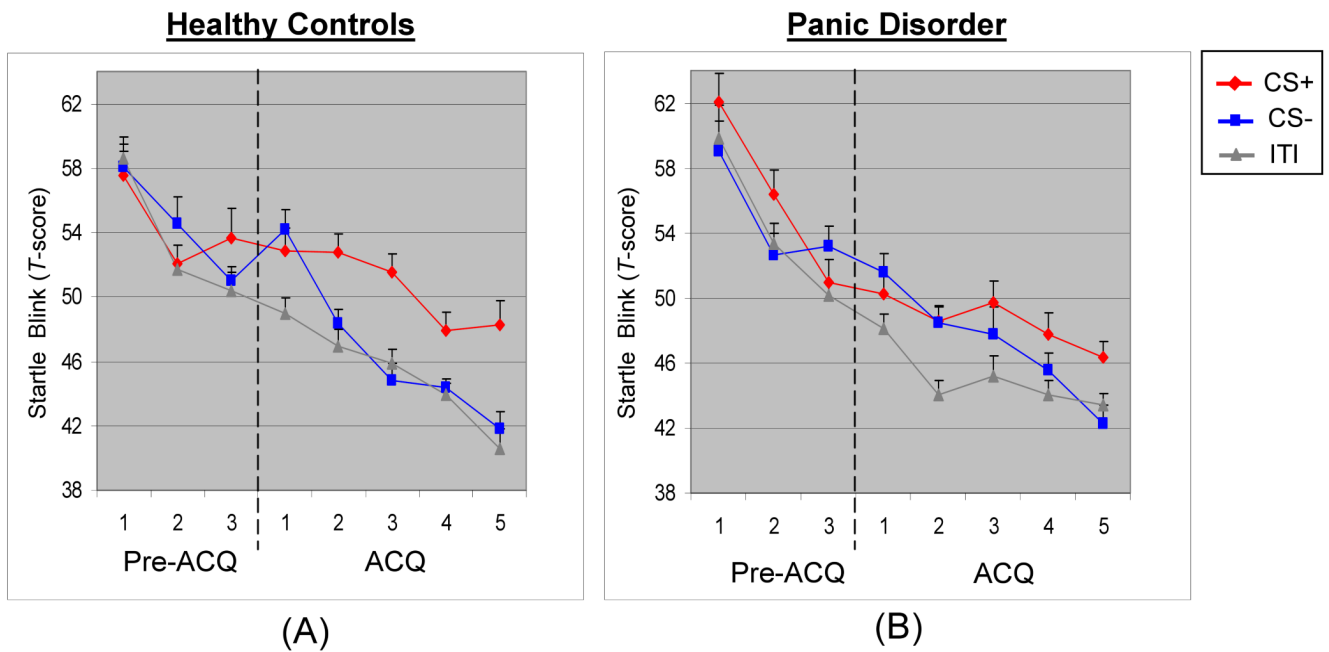 Healthy Controls
Panic Disorder
CS+
CS-
ITI
Startle Blink (T-score)
62
58
54
50
46
42
38
1 2 3 1 2 3 4 5
Pre-ACQ ACQ
(A)
Startle Blink (T-score)
62
58
54
50
46
42
38
1 2 3 1 2 3 4 5
Pre-ACQ ACQ
(B)